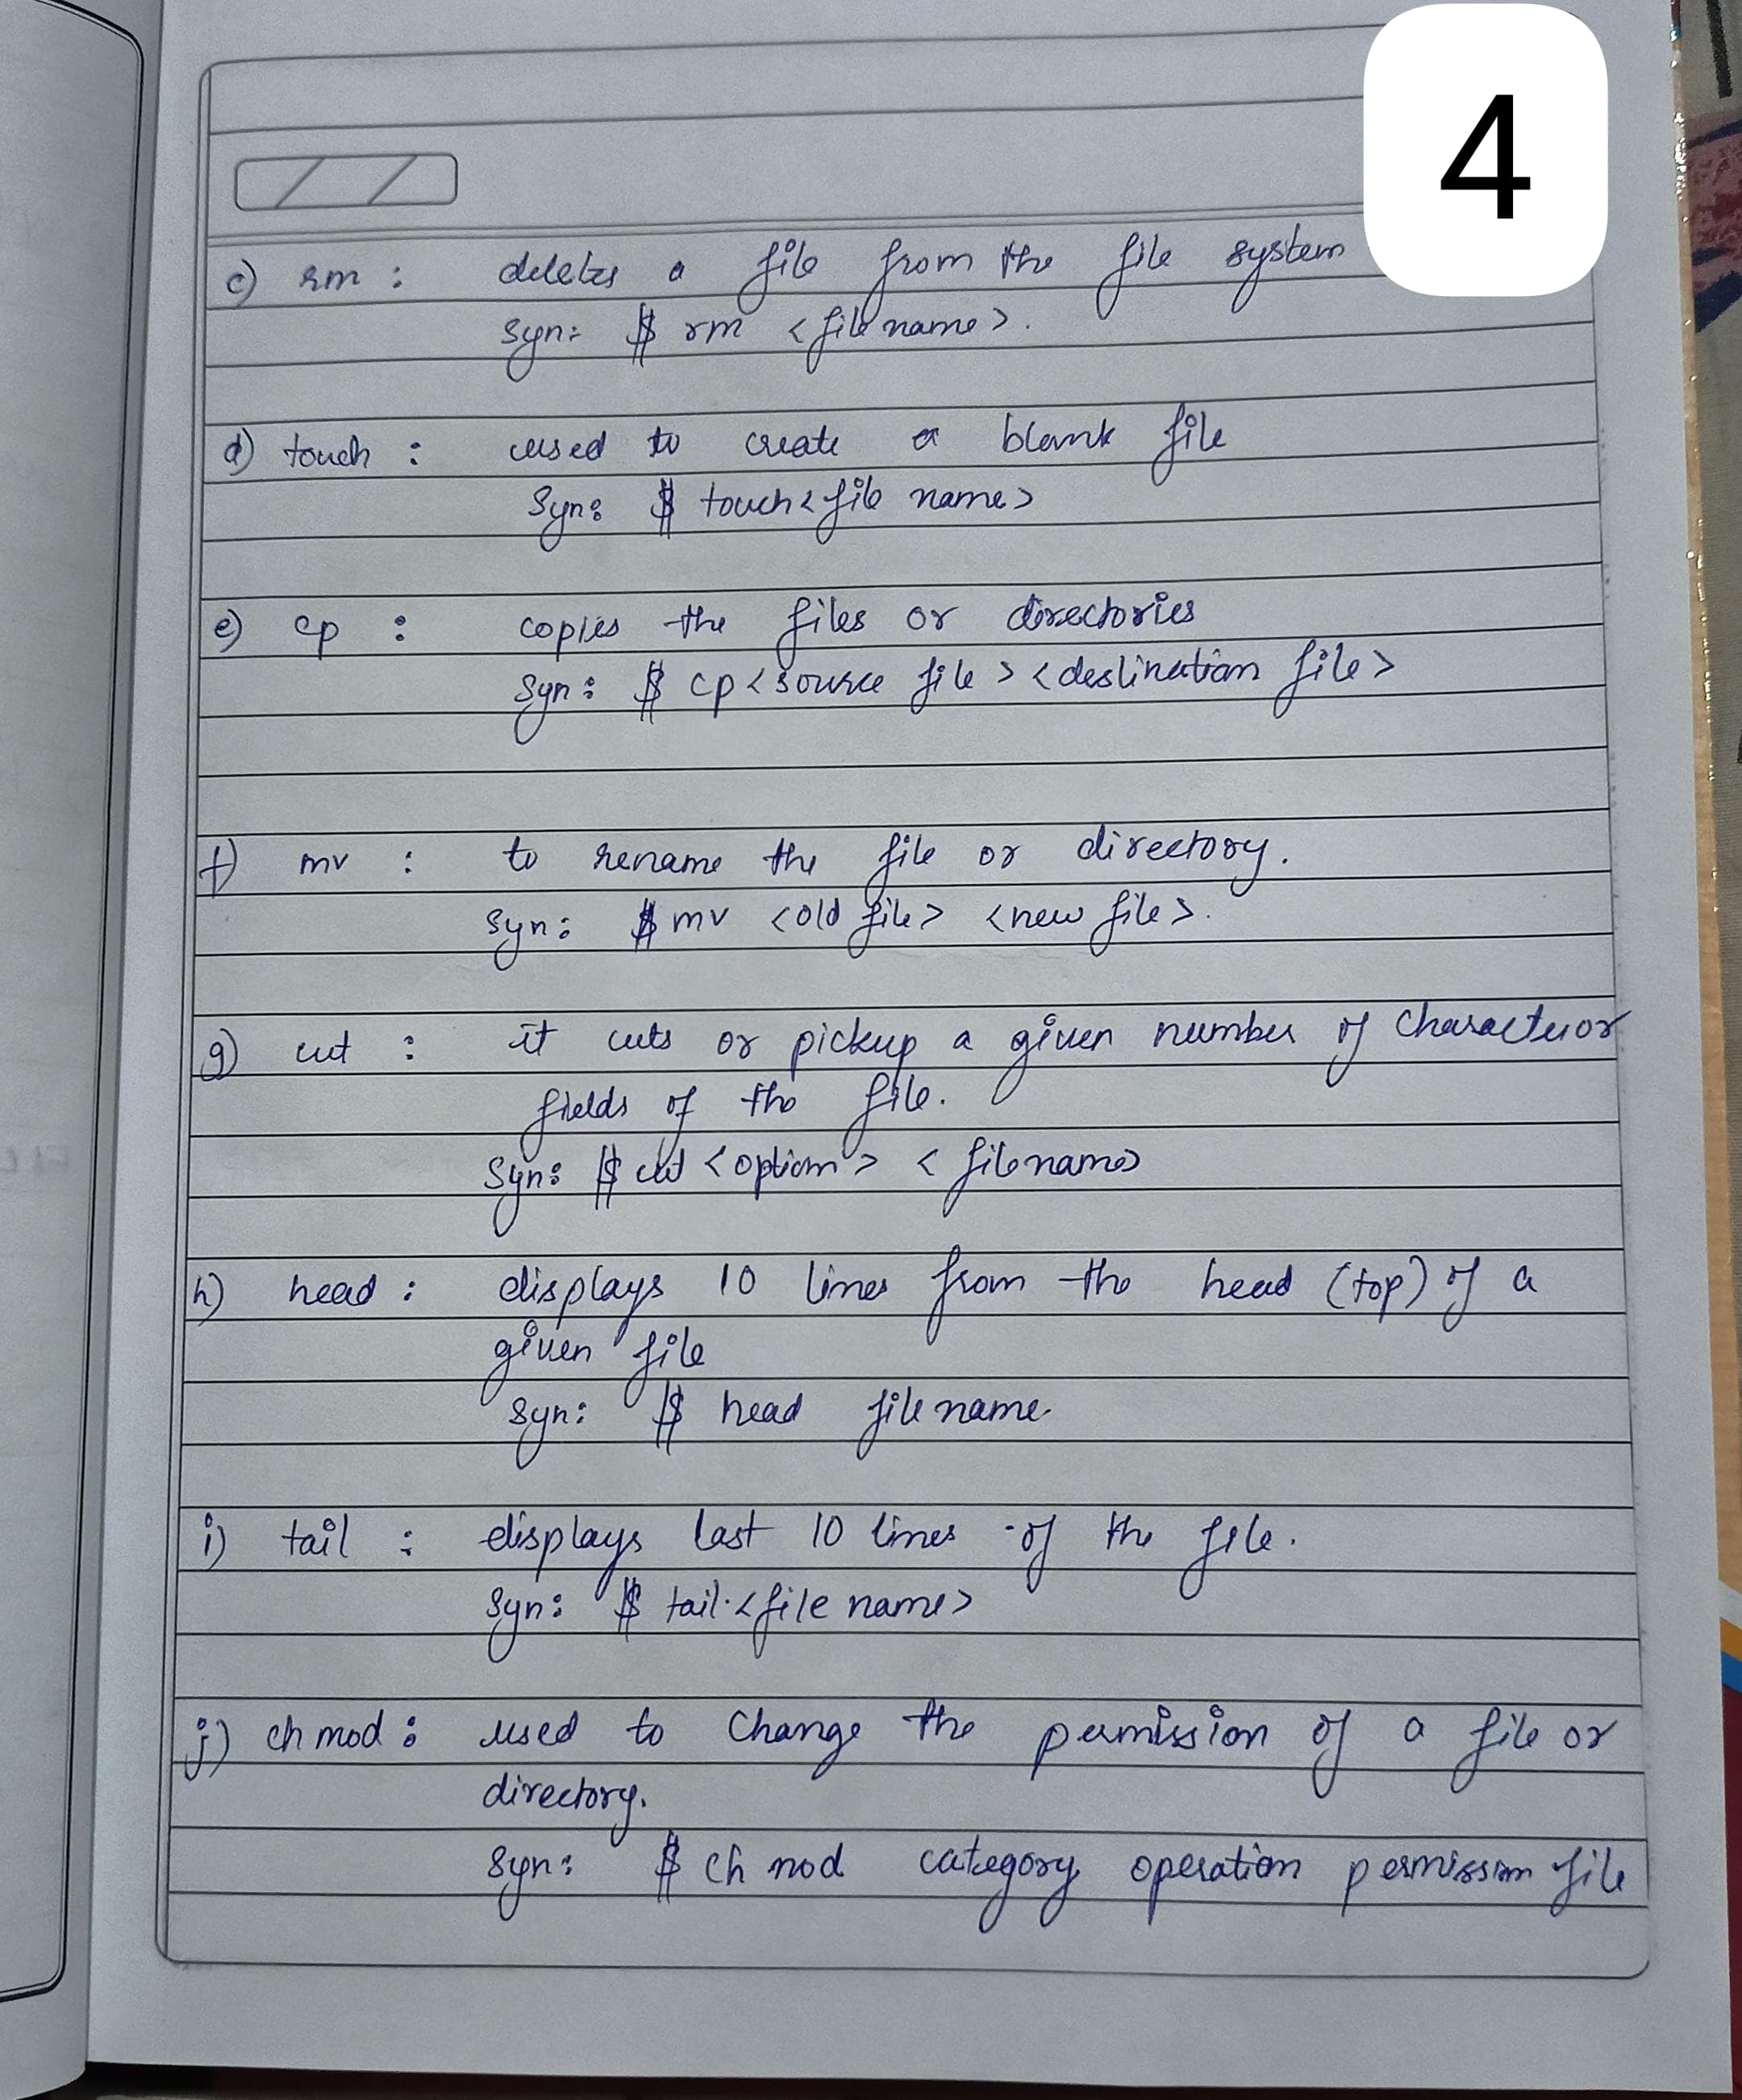 4
c) rm : deletes a file from the file system
Syn: $ rm <file name>.
d) touch : used to create a blank file
Syn: $ touch <file name>
e) cp : copies the files or directories
Syn: $ cp <source file> <deslination file>
f) mv : to rename the file or directory.
Syn: $ mv <old file> <new file>.
g) cut : it cuts or pickup a given number of character or
fields of the file.
Syn: $ cut <option> <filename>
h) head : displays 10 lines from the head (top) of a
given file
Syn: $ head filename.
i) tail : displays last 10 lines of the file.
Syn: $ tail <file name>
j) ch mod : used to Change the permission of a file or
directory.
Syn: $ ch mod category operation permission file